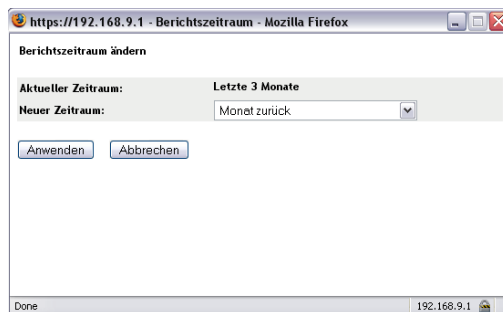 https://192.168.9.1 - Berichtszeitraum - Mozilla Firefox
Berichtszeitraum ändern
Aktueller Zeitraum: Letzte 3 Monate
Neuer Zeitraum: Monat zurück
Anwenden Abbrechen
Done 192.168.9.1